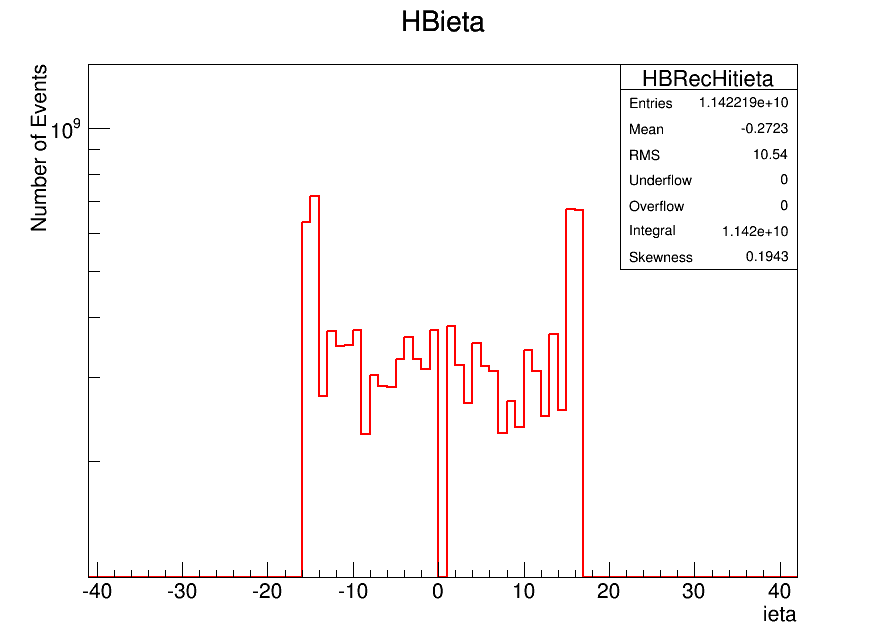 HBieta
Number of Events
10^9
HBRecHitieta
Entries 1.142219e+10
Mean -0.2723
RMS 10.54
Underflow 0
Overflow 0
Integral 1.142e+10
Skewness 0.1943
-40 -30 -20 -10 0 10 20 30 40
ieta